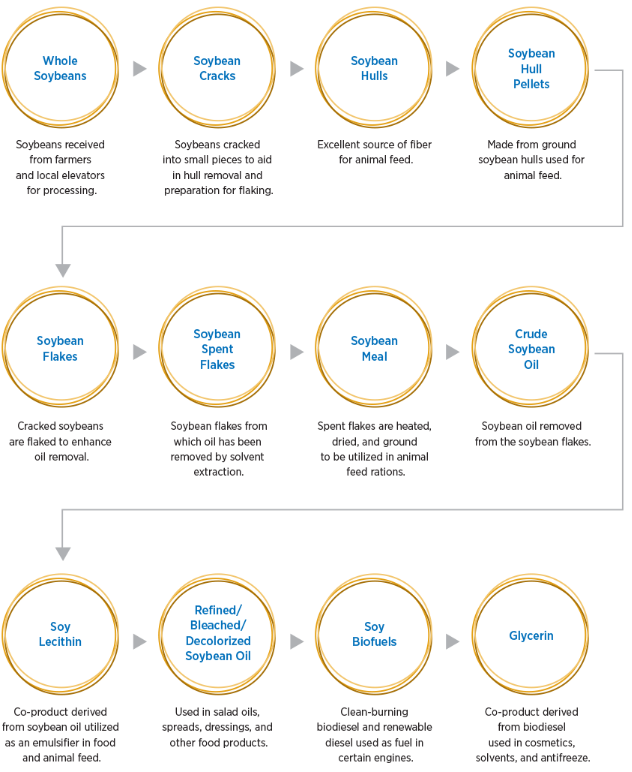 Whole
Soybeans
Soybeans received
from farmers
and local elevators
for processing.
Soybean
Cracks
Soybeans cracked
into small pieces to aid
in hull removal and
preparation for flaking.
Soybean
Hulls
Excellent source of fiber
for animal feed.
Soybean
Hull
Pellets
Made from ground
soybean hulls used for
animal feed.
Soybean
Flakes
Cracked soybeans
are flaked to enhance
oil removal.
Soybean
Spent
Flakes
Soybean flakes from
which oil has been
removed by solvent
extraction.
Soybean
Meal
Spent flakes are heated,
dried, and ground
to be utilized in animal
feed rations.
Crude
Soybean
Oil
Soybean oil removed
from the soybean flakes.
Soy
Lecithin
Co-product derived
from soybean oil utilized
as an emulsifier in food
and animal feed.
Refined/
Bleached/
Decolorized
Soybean Oil
Used in salad oils,
spreads, dressings, and
other food products.
Soy
Biofuels
Clean-burning
biodiesel and renewable
diesel used as fuel in
certain engines.
Glycerin
Co-product derived
from biodiesel
used in cosmetics,
solvents, and antifreeze.